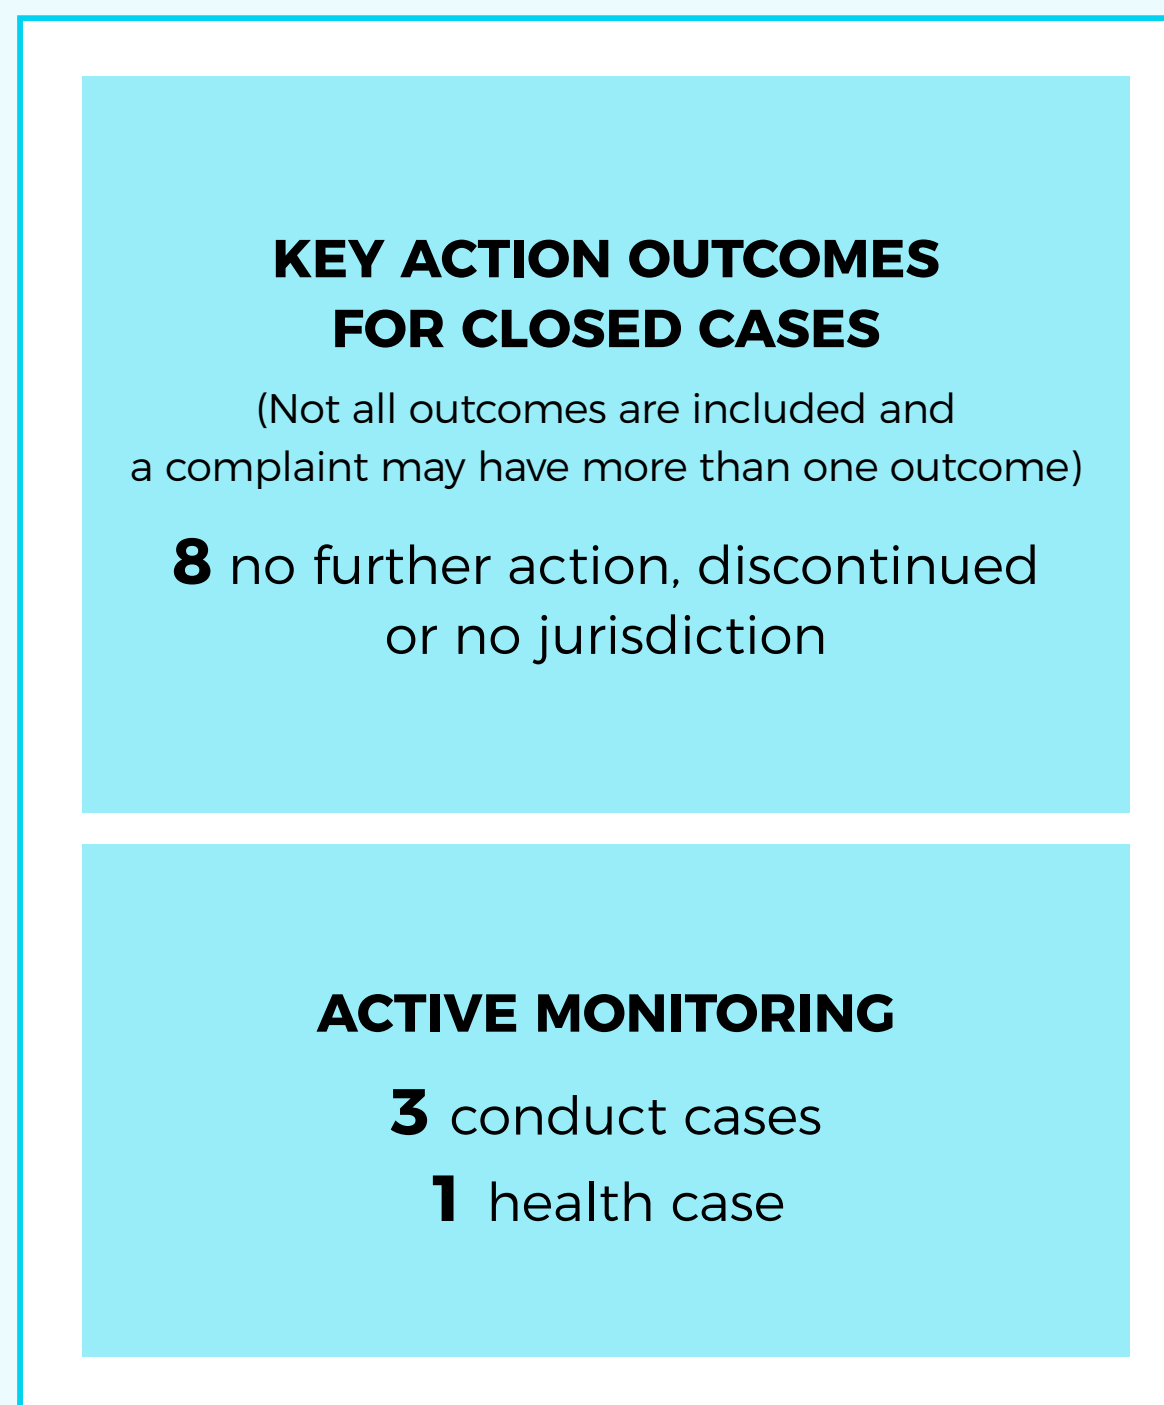 KEY ACTION OUTCOMES
FOR CLOSED CASES
(Not all outcomes are included and
a complaint may have more than one outcome)
8 no further action, discontinued
or no jurisdiction
ACTIVE MONITORING
3 conduct cases
1 health case